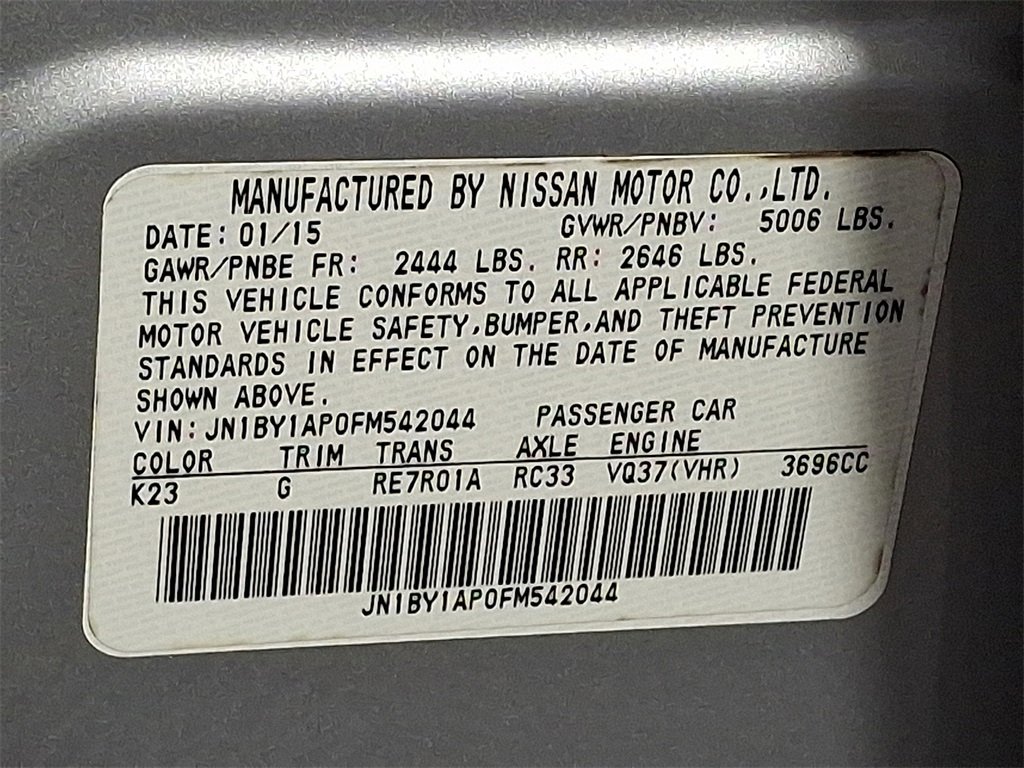 MANUFACTURED BY NISSAN MOTOR CO.,LTD.
DATE: 01/15 GVWR/PNBV: 5006 LBS.
GAWR/PNBE FR: 2444 LBS. RR: 2646 LBS.
THIS VEHICLE CONFORMS TO ALL APPLICABLE FEDERAL
MOTOR VEHICLE SAFETY,BUMPER,AND THEFT PREVENTION
STANDARDS IN EFFECT ON THE DATE OF MANUFACTURE
SHOWN ABOVE.
VIN:JN1BY1AP0FM542044 PASSENGER CAR
COLOR TRIM TRANS AXLE ENGINE
K23 G RE7R01A RC33 VQ37(VHR) 3696CC
JN1BY1AP0FM542044